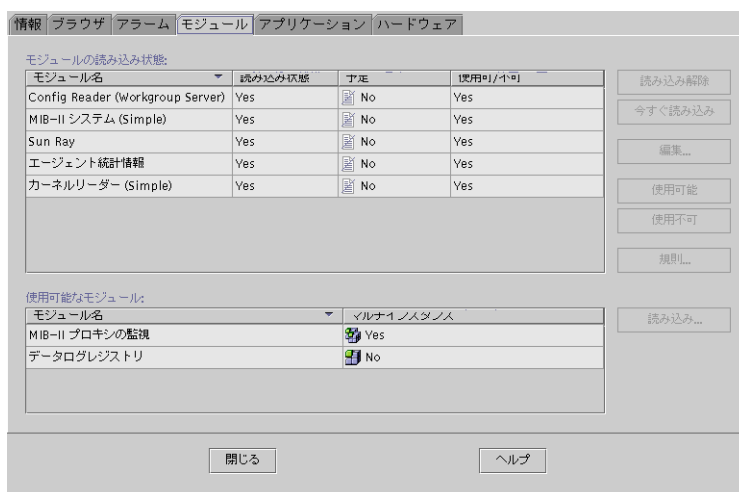 情報 ブラウザ アラーム モジュール アプリケーション ハードウェア
モジュールの読み込み状態:
モジュール名 読み込み状態 予定 使用可/不可
Config Reader (Workgroup Server) Yes No Yes
MIB-II システム (Simple) Yes No Yes
Sun Ray Yes No Yes
エージェント統計情報 Yes No Yes
カーネルリーダー (Simple) Yes No Yes
読み込み解除
今すぐ読み込み
編集...
使用可能
使用不可
規則...
使用可能なモジュール:
モジュール名 マルチインスタンス
MIB-II プロキシの監視 Yes
データログレジストリ No
読み込み...
閉じる ヘルプ